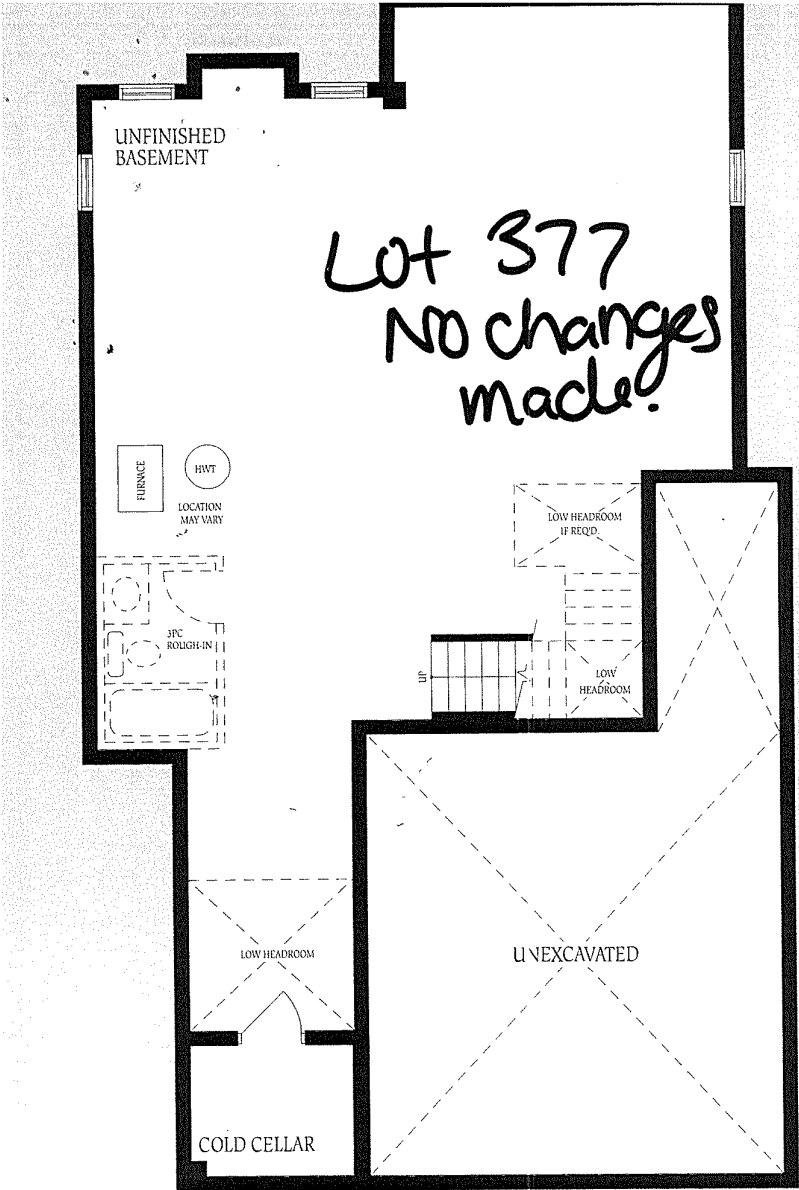 UNFINISHED
BASEMENT
Lot 377
No changes
made.
FURNACE
HWT
LOCATION
MAY VARY
LOW HEADROOM
IF REQ'D.
3PC
ROUGH-IN
UP
LOW
HEADROOM
LOW HEADROOM
UNEXCAVATED
COLD CELLAR